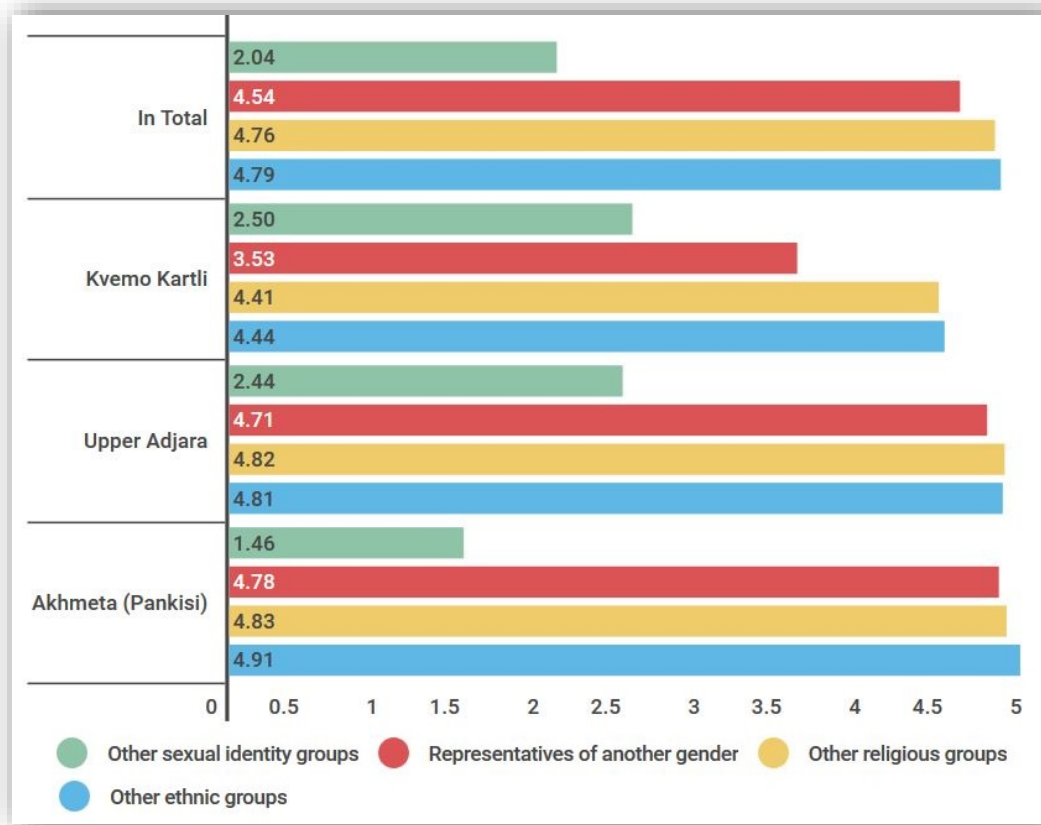 2.04
4.54
In Total
4.76
4.79
2.50
3.53
Kvemo Kartli
4.41
4.44
2.44
4.71
Upper Adjara
4.82
4.81
1.46
4.78
Akhmeta (Pankisi)
4.83
4.91
0 0.5 1 1.5 2 2.5 3 3.5 4 4.5 5
Other sexual identity groups Representatives of another gender Other religious groups
Other ethnic groups